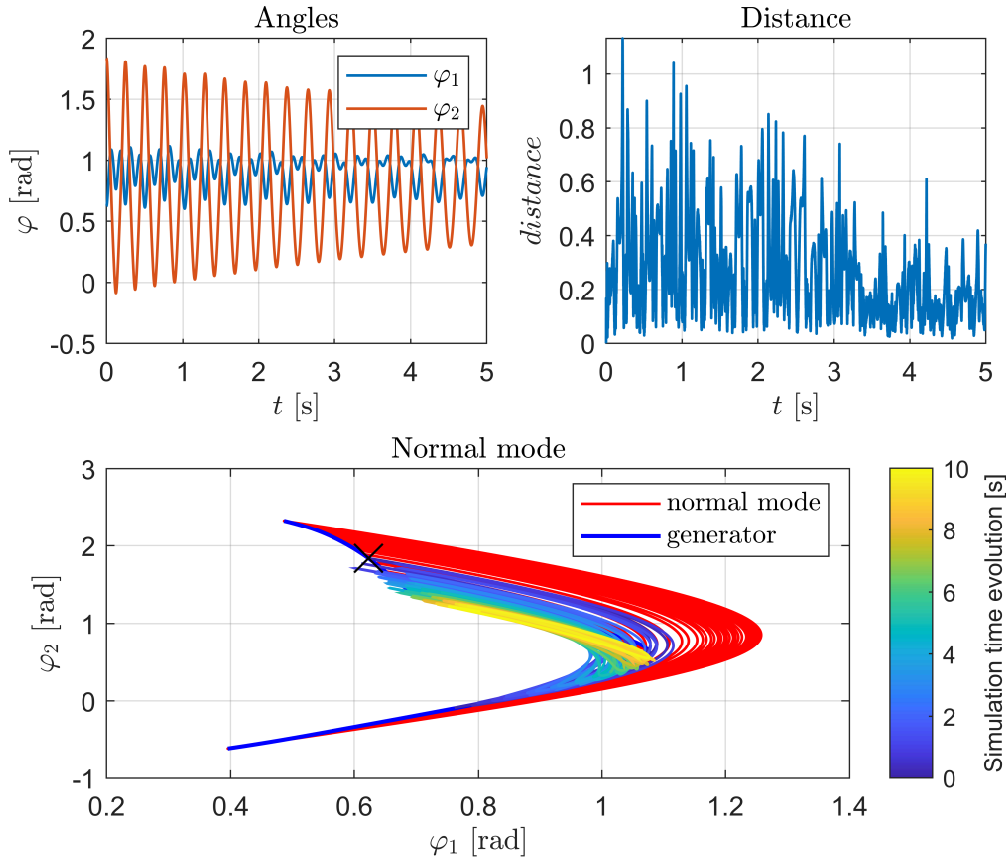 Angles
2
1.5
1
0.5
0
-0.5
φ [rad]
φ₁
φ₂
0 1 2 3 4 5
t [s]
Distance
1
0.8
0.6
0.4
0.2
0
distance
0 1 2 3 4 5
t [s]
Normal mode
3
2
1
0
-1
φ₂ [rad]
normal mode
generator
0.2 0.4 0.6 0.8 1 1.2 1.4
φ₁ [rad]
10
8
6
4
2
0
Simulation time evolution [s]